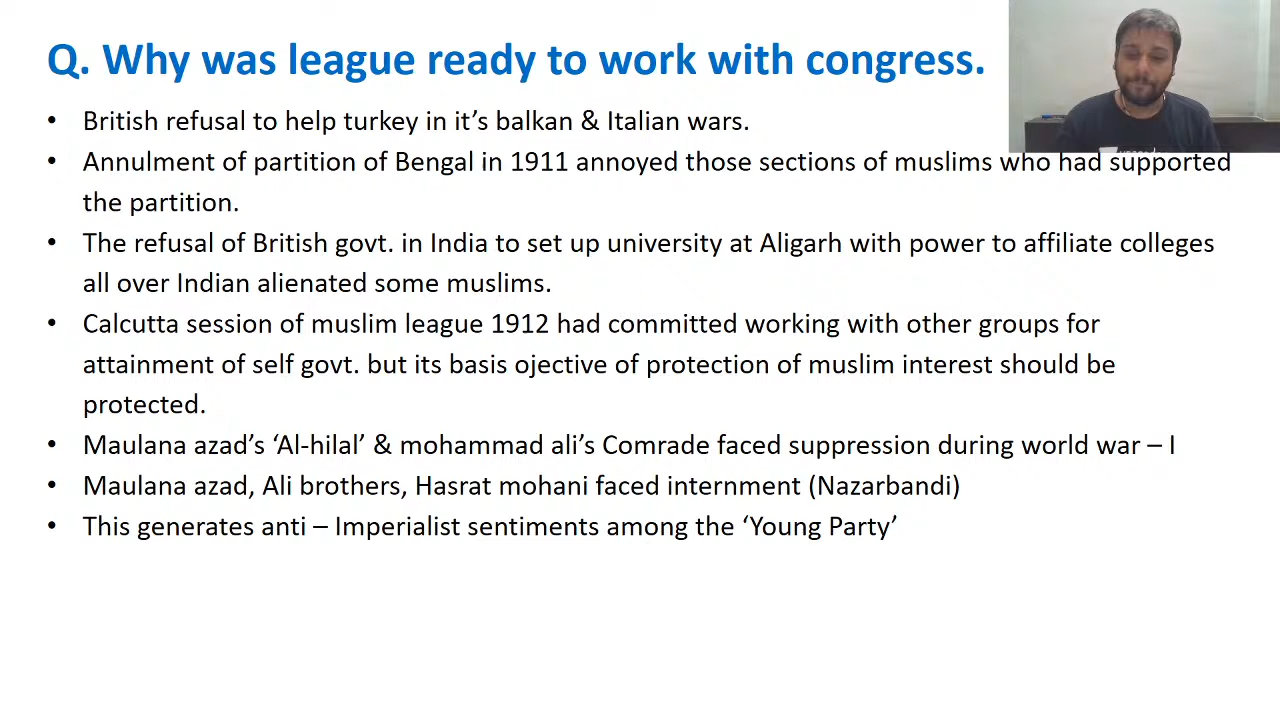 Q. Why was league ready to work with congress.
• British refusal to help turkey in it’s balkan & Italian wars.
• Annulment of partition of Bengal in 1911 annoyed those sections of muslims who had supported
the partition.
• The refusal of British govt. in India to set up university at Aligarh with power to affiliate colleges
all over Indian alienated some muslims.
• Calcutta session of muslim league 1912 had committed working with other groups for
attainment of self govt. but its basis ojective of protection of muslim interest should be
protected.
• Maulana azad’s ‘Al-hilal’ & mohammad ali’s Comrade faced suppression during world war – I
• Maulana azad, Ali brothers, Hasrat mohani faced internment (Nazarbandi)
• This generates anti – Imperialist sentiments among the ‘Young Party’